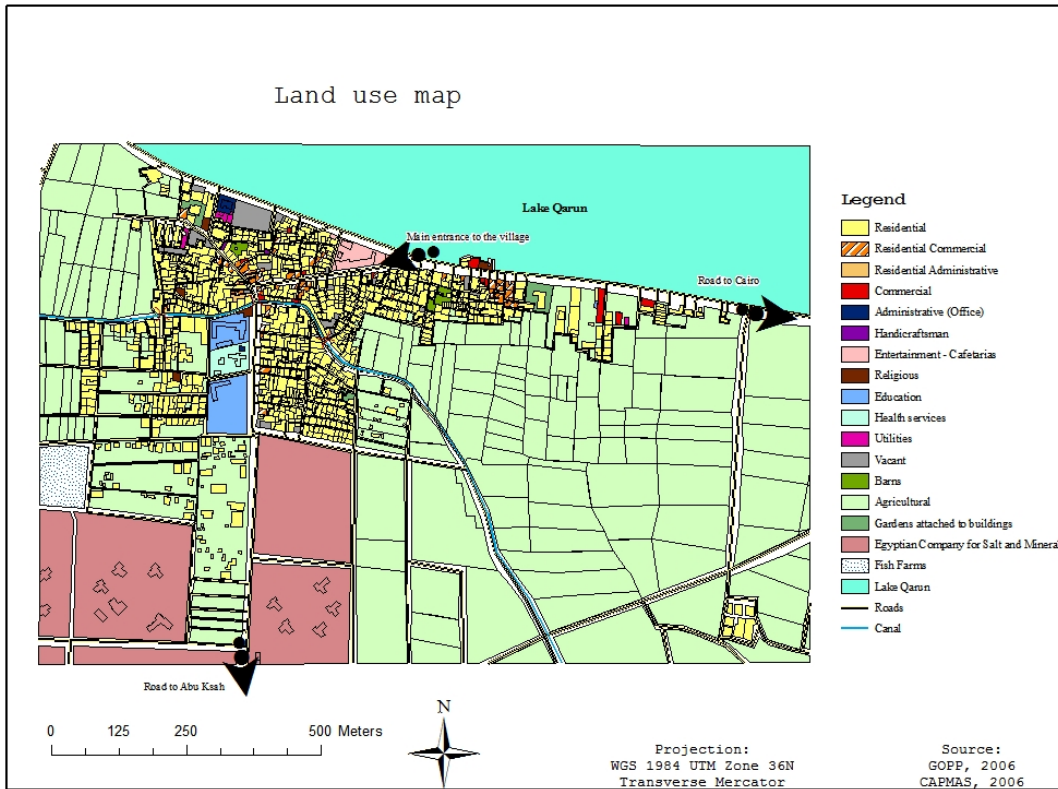 Land use map
Lake Qarun
Main entrance to the village
Road to Cairo
Road to Abu Ksah
Legend
Residential
Residential Commercial
Residential Administrative
Commercial
Administrative (Office)
Handicraftsman
Entertainment - Cafetarias
Religious
Education
Health services
Utilities
Vacant
Barns
Agricultural
Gardens attached to buildings
Egyptian Company for Salt and Mineral
Fish Farms
Lake Qarun
Roads
Canal
0 125 250 500 Meters
N
Projection:
WGS 1984 UTM Zone 36N
Transverse Mercator
Source:
GOPP, 2006
CAPMAS, 2006